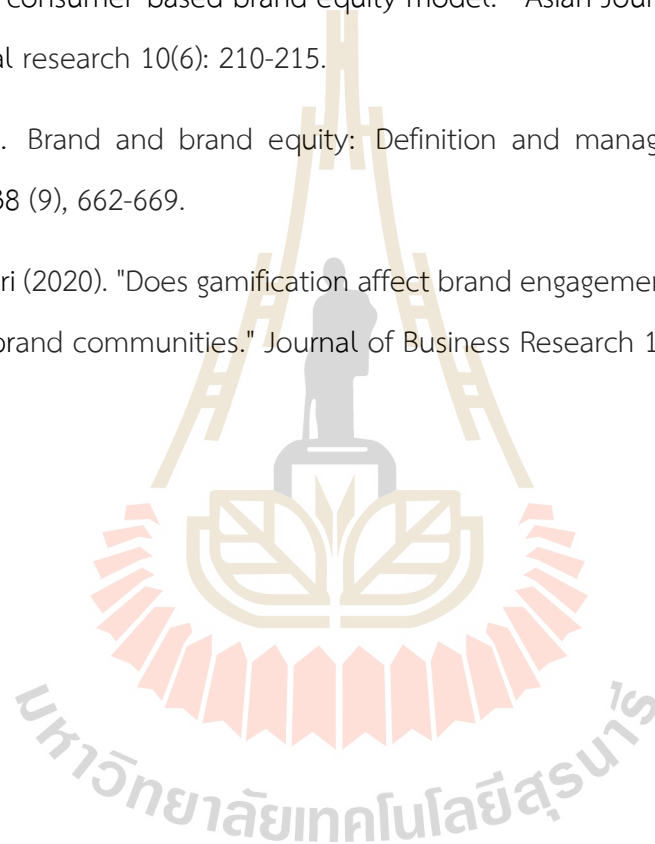 consumer-based brand equity model." Asian Jour
al research 10(6): 210-215.
. Brand and brand equity: Definition and manag
38 (9), 662-669.
ri (2020). "Does gamification affect brand engagemen
brand communities." Journal of Business Research 1
มหาวิทยาลัยเทคโนโลยีสุรนารี